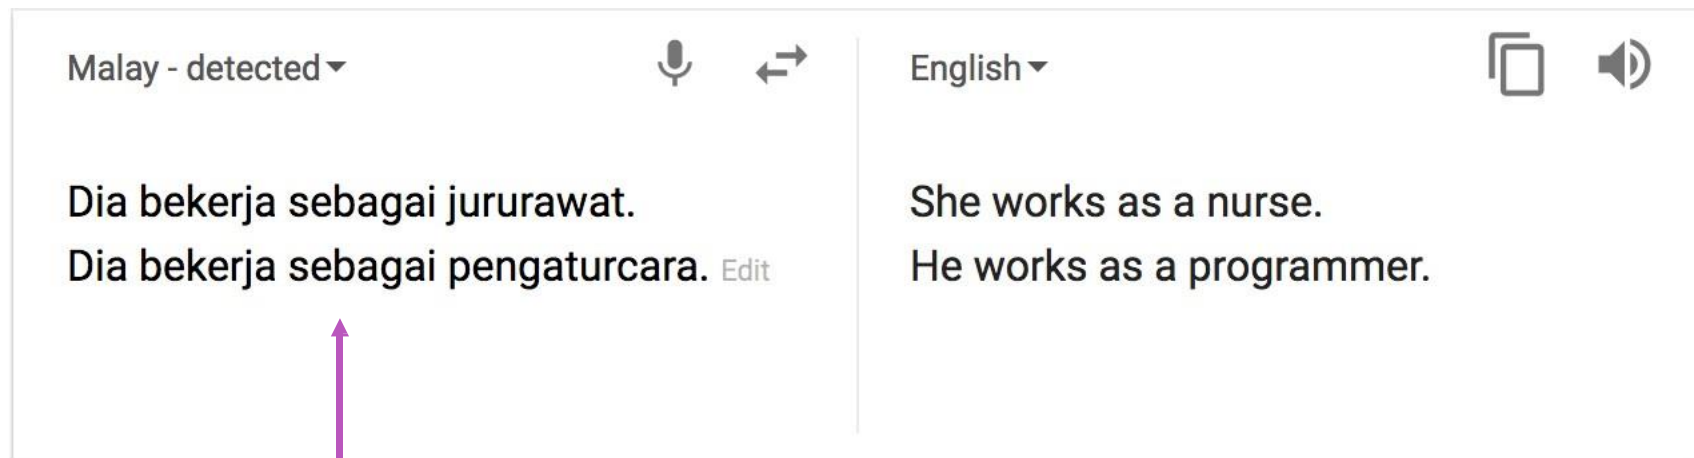 Malay - detected
English
Dia bekerja sebagai jururawat.
Dia bekerja sebagai pengaturcara. Edit
She works as a nurse.
He works as a programmer.